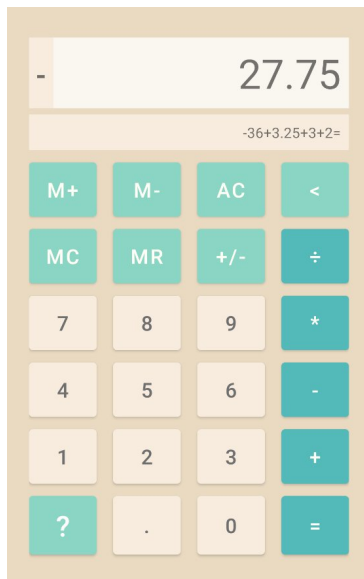 - 27.75
-36+3.25+3+2=
M+ M- AC <
MC MR +/- ÷
7 8 9 *
4 5 6 -
1 2 3 +
? . 0 =